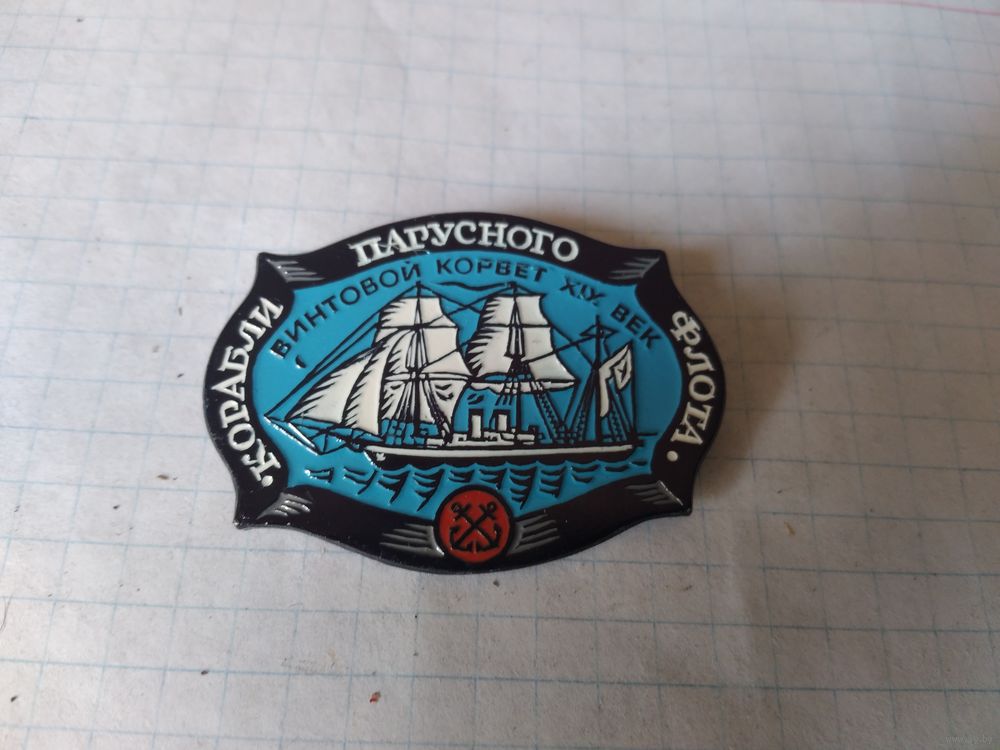 КОРАБЛИ ПАРУСНОГО ФЛОТА
ВИНТОВОЙ КОРВЕТ XIX ВЕК